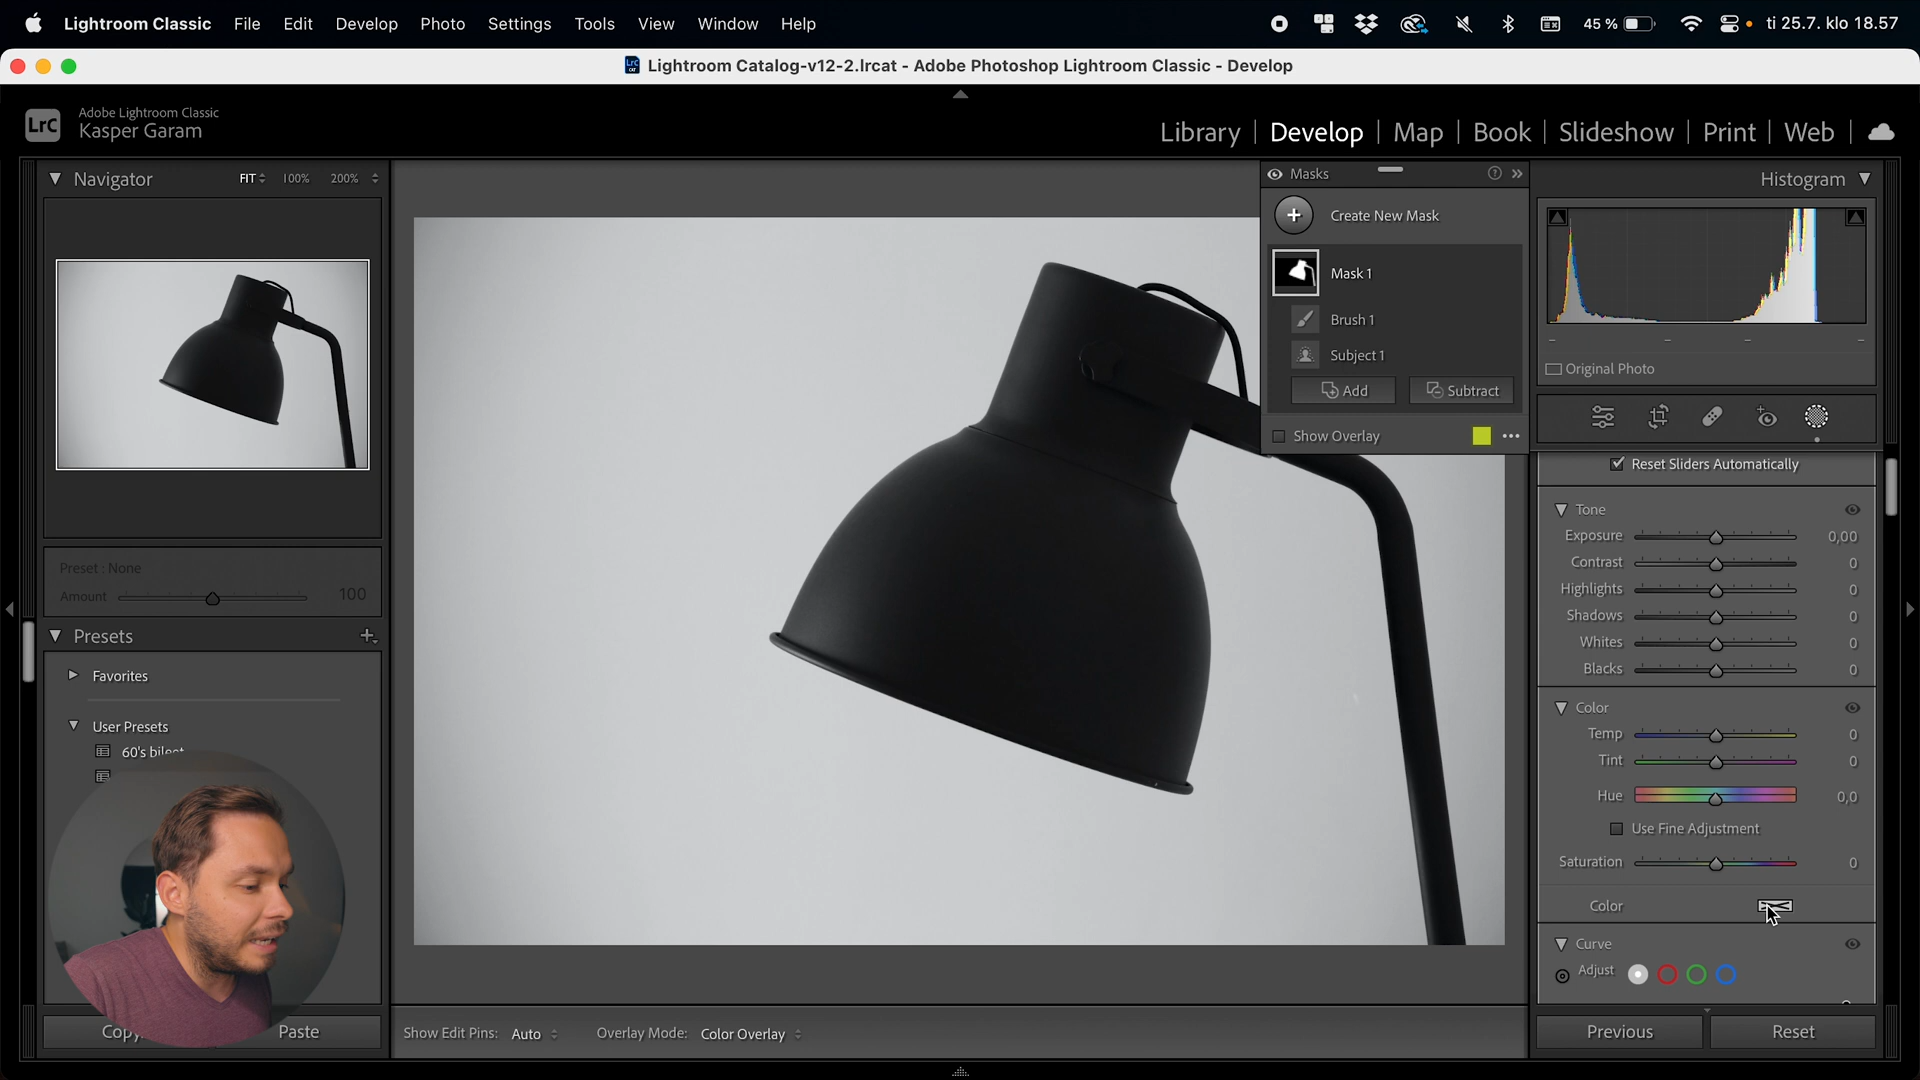 Lightroom Classic File Edit Develop Photo Settings Tools View Window Help 45 % ti 25.7. klo 18.57
Lightroom Catalog-v12-2.lrcat - Adobe Photoshop Lightroom Classic - Develop
LrC
Adobe Lightroom Classic
Kasper Garam
Library | Develop | Map | Book | Slideshow | Print | Web
Navigator FIT 100% 200%
Preset : None
Amount 100
Presets
Favorites
User Presets
Copy... Paste
Show Edit Pins: Auto Overlay Mode: Color Overlay
Masks
Create New Mask
Mask 1
Brush 1
Subject 1
Add Subtract
Show Overlay
Histogram
Original Photo
Reset Sliders Automatically
Tone
Exposure 0,00
Contrast 0
Highlights 0
Shadows 0
Whites 0
Blacks 0
Color
Temp 0
Tint 0
Hue 0,0
Use Fine Adjustment
Saturation 0
Color
Curve
Adjust
Previous Reset